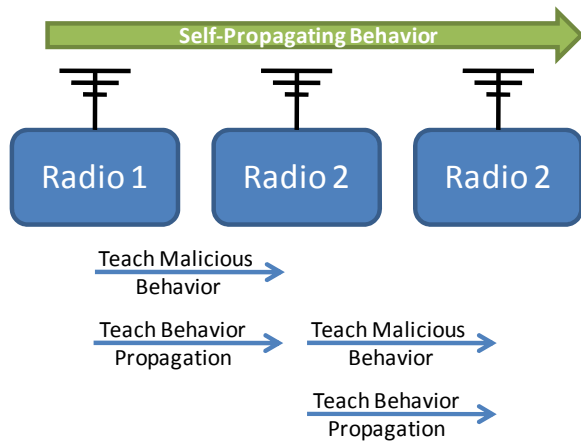 Self-Propagating Behavior
Radio 1
Radio 2
Radio 2
Teach Malicious
Behavior
Teach Behavior
Propagation
Teach Malicious
Behavior
Teach Behavior
Propagation